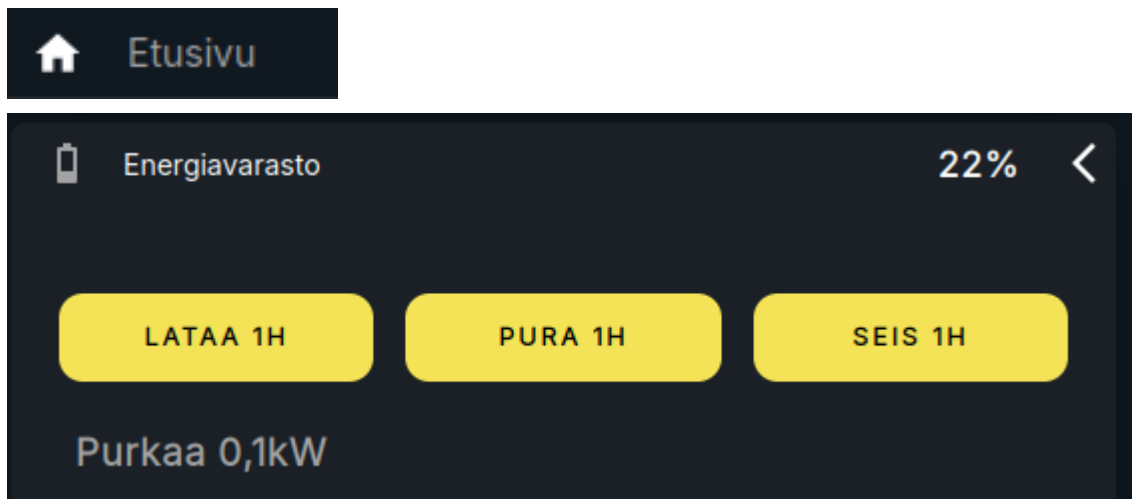 Etusivu
Energiavarasto 22%
LATAA 1H PURA 1H SEIS 1H
Purkaa 0,1kW